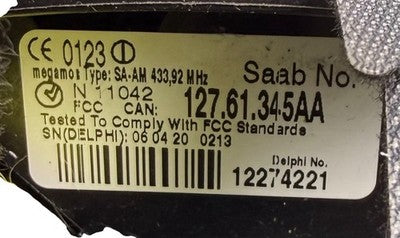 CE 0123
megamos Type: SA-AM 433,92 MHz
Saab No.
N 11042
FCC CAN:
127.61.345AA
Tested To Comply With FCC Standards
SN(DELPHI): 06 04 20 0213
Delphi No.
12274221